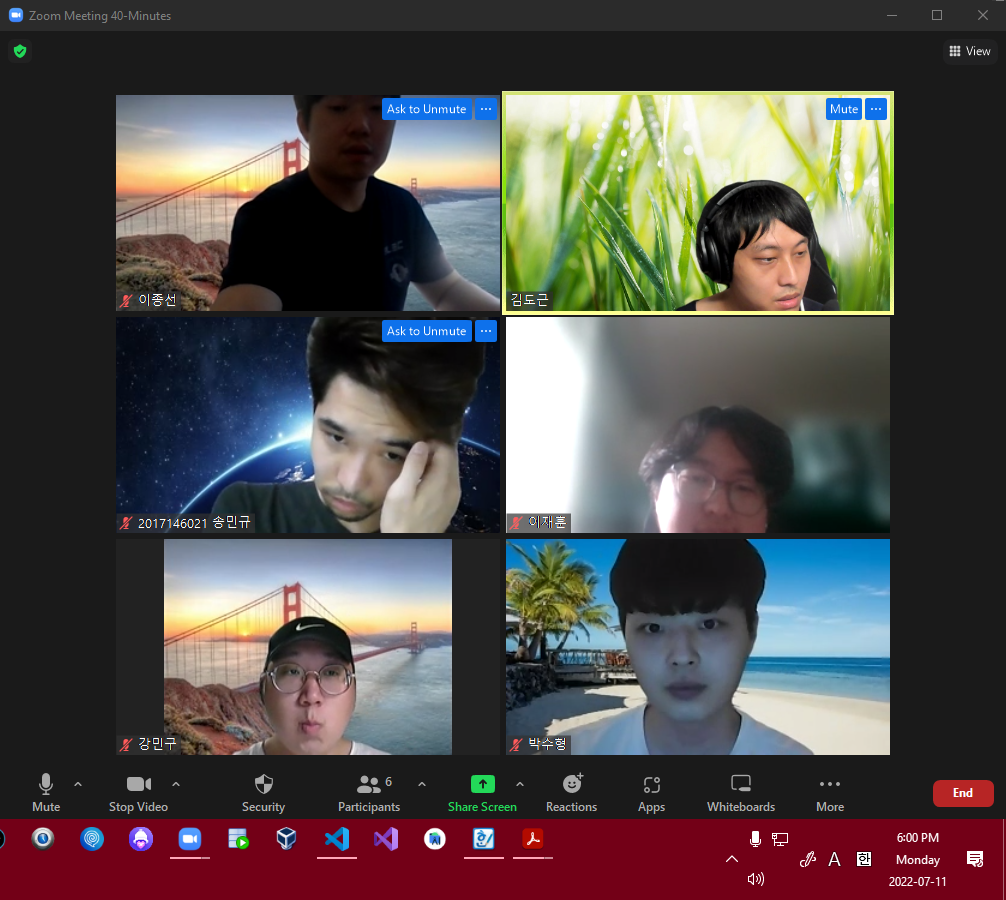 Zoom Meeting 40-Minutes
View
Ask to Unmute
이종선
Mute
김도근
Ask to Unmute
2017146021 송민규
이재훈
강민구
박수형
6
Mute
Stop Video
Security
Participants
Share Screen
Reactions
Apps
Whiteboards
More
End
A
한
6:00 PM
Monday
2022-07-11